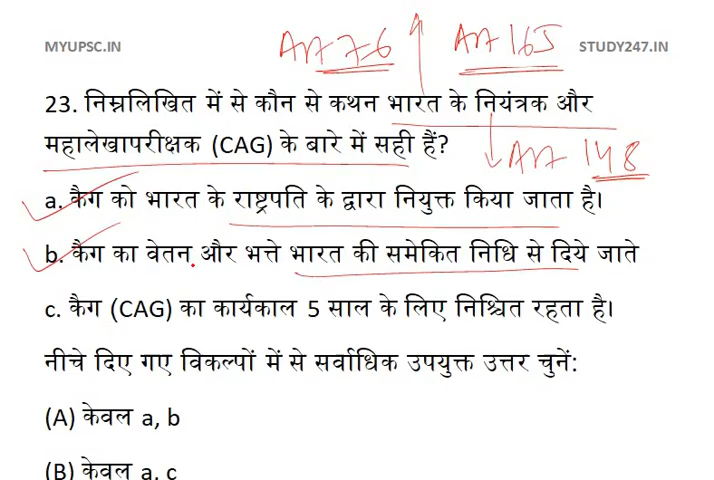 MYUPSC.IN Art 76 Art 165 STUDY247.IN
23. निम्नलिखित में से कौन से कथन भारत के नियंत्रक और
महालेखापरीक्षक (CAG) के बारे में सही हैं?
Art 148
a. कैग को भारत के राष्ट्रपति के द्वारा नियुक्त किया जाता है।
b. कैग का वेतन और भत्ते भारत की समेकित निधि से दिये जाते
c. कैग (CAG) का कार्यकाल 5 साल के लिए निश्चित रहता है।
नीचे दिए गए विकल्पों में से सर्वाधिक उपयुक्त उत्तर चुनें:
(A) केवल a, b
(B) केवल a, c